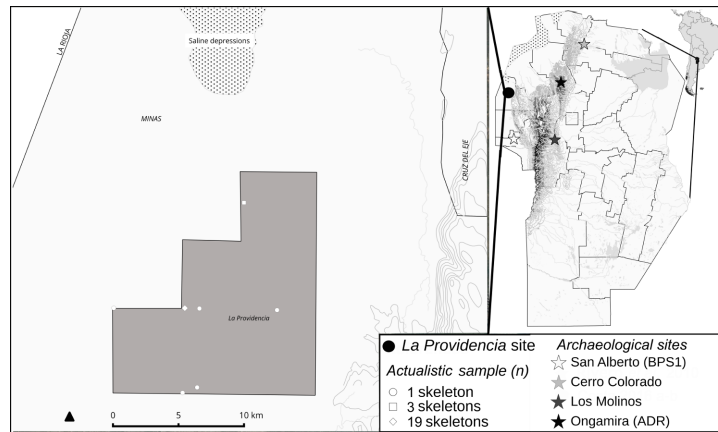 LA RIOJA
Saline depressions
MINAS
CRUZ DEL EJE
La Providencia
0 5 10 km
La Providencia site
Actualistic sample (n)
1 skeleton
3 skeletons
19 skeletons
Archaeological sites
San Alberto (BPS1)
Cerro Colorado
Los Molinos
Ongamira (ADR)